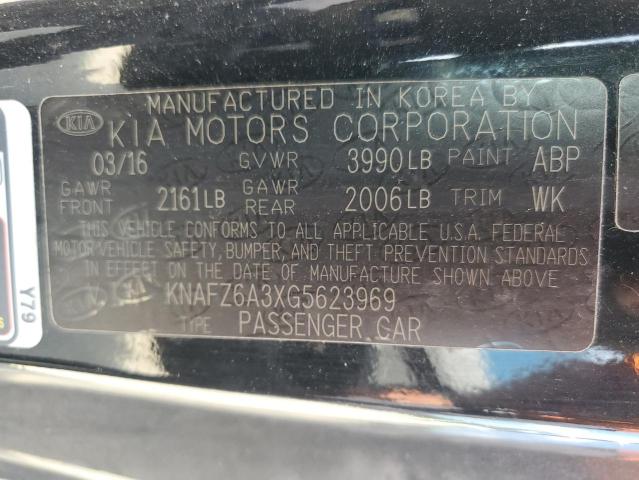 MANUFACTURED IN KOREA BY
KIA KIA MOTORS CORPORATION
03/16 GVWR 3990LB PAINT ABP
GAWR FRONT 2161LB GAWR REAR 2006LB TRIM WK
THIS VEHICLE CONFORMS TO ALL APPLICABLE U.S.A. FEDERAL
MOTOR VEHICLE SAFETY, BUMPER, AND THEFT PREVENTION STANDARDS
IN EFFECT ON THE DATE OF MANUFACTURE SHOWN ABOVE
VIN KNAFZ6A3XG5623969
TYPE PASSENGER CAR
Y79